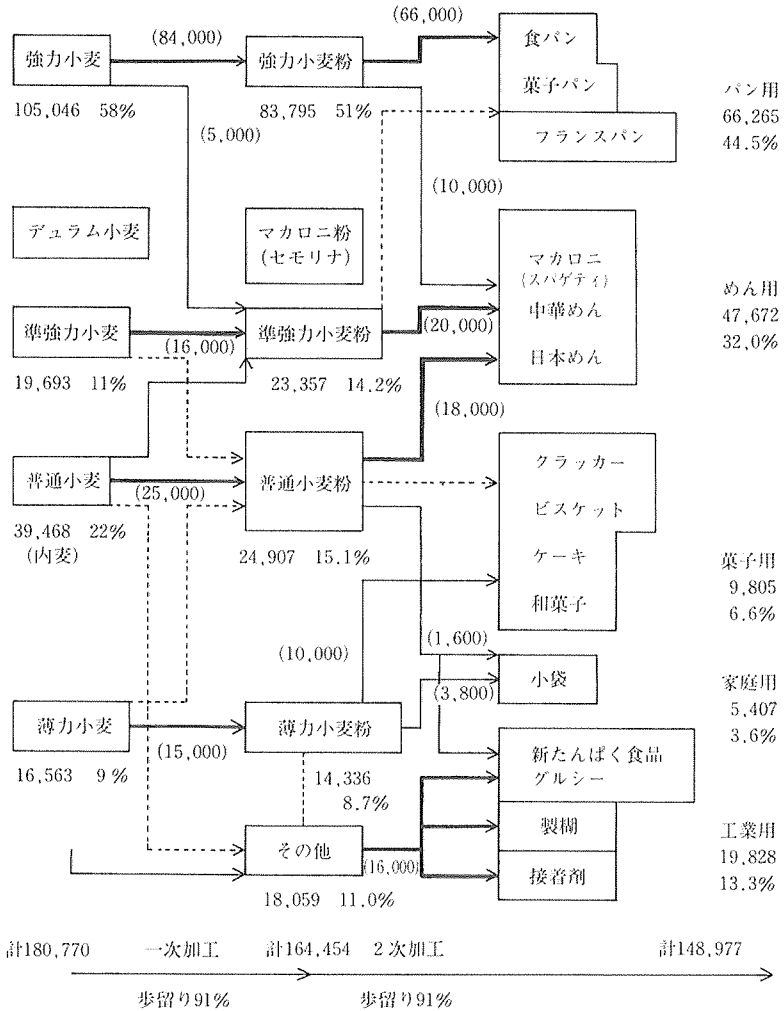 (84,000)
(66,000)
強力小麦
強力小麦粉
食パン
菓子パン
フランスパン
105,046 58%
83,795 51%
パン用
66,265
44.5%
(5,000)
(10,000)
デュラム小麦
マカロニ粉
(セモリナ)
マカロニ
(スパゲティ)
中華めん
日本めん
めん用
47,672
32.0%
準強力小麦
(16,000)
準強力小麦粉
(20,000)
19,693 11%
23,357 14.2%
(18,000)
普通小麦
(25,000)
普通小麦粉
クラッカー
ビスケット
ケーキ
和菓子
39,468 22%
(内麦)
24,907 15.1%
菓子用
9,805
6.6%
(10,000)
(1,600)
小袋
(3,800)
家庭用
5,407
3.6%
薄力小麦
(15,000)
薄力小麦粉
16,563 9%
14,336
8.7%
新たんぱく食品
グルシー
製糊
接着剤
その他
(16,000)
18,059 11.0%
工業用
19,828
13.3%
計180,770 一次加工 計164,454 2次加工 計148,977
歩留り91% 歩留り91%